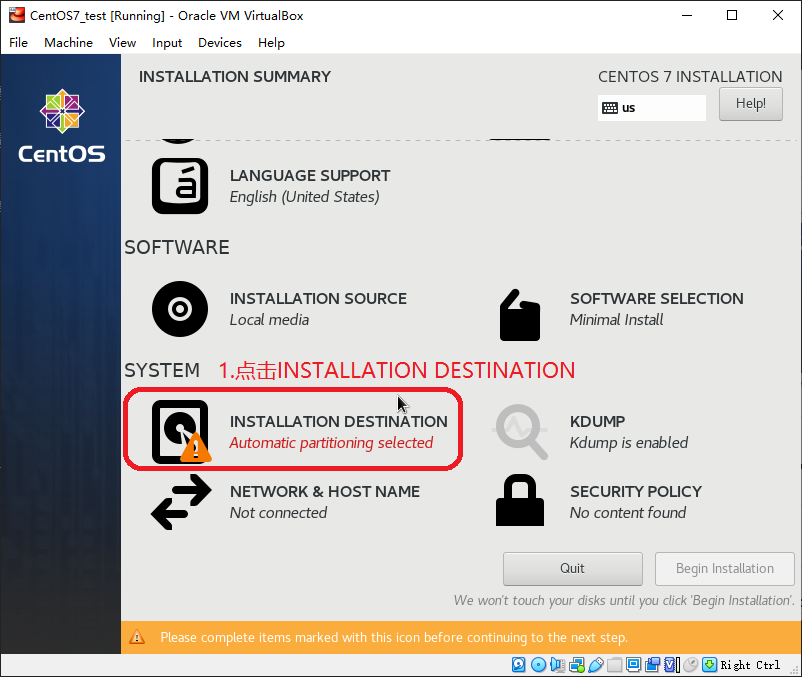 CentOS7_test [Running] - Oracle VM VirtualBox
File Machine View Input Devices Help
INSTALLATION SUMMARY
CENTOS 7 INSTALLATION
us
Help!
CentOS
LANGUAGE SUPPORT
English (United States)
SOFTWARE
INSTALLATION SOURCE
Local media
SOFTWARE SELECTION
Minimal Install
SYSTEM
1.点击INSTALLATION DESTINATION
INSTALLATION DESTINATION
Automatic partitioning selected
KDUMP
Kdump is enabled
NETWORK & HOST NAME
Not connected
SECURITY POLICY
No content found
Quit
Begin Installation
We won't touch your disks until you click 'Begin Installation'.
Please complete items marked with this icon before continuing to the next step.
Right Ctrl